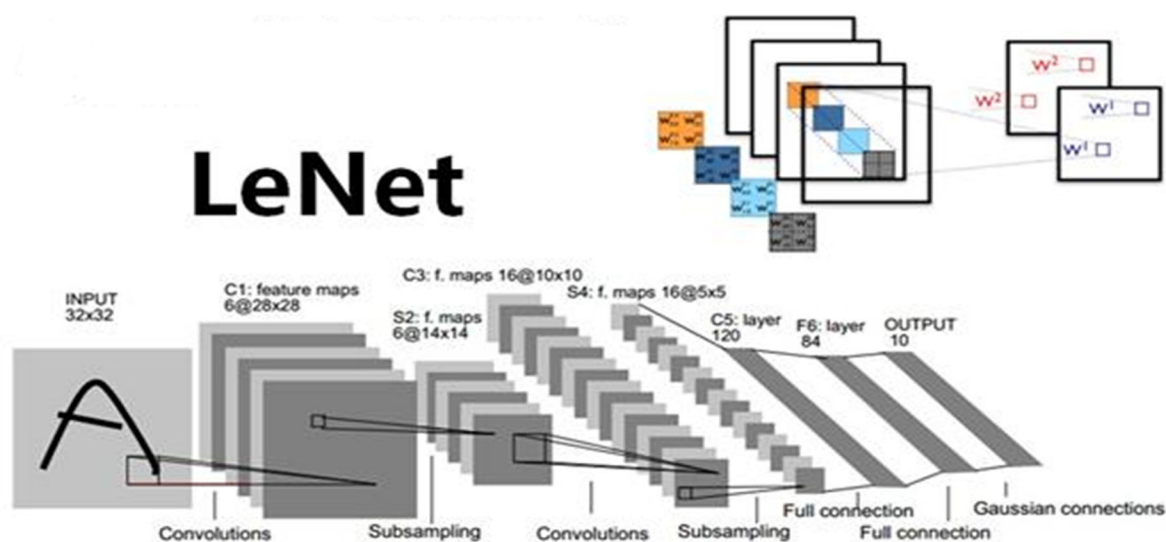 W²
W²
W¹
W¹
LeNet
INPUT
32x32
C1: feature maps
6@28x28
S2: f. maps
6@14x14
C3: f. maps 16@10x10
S4: f. maps 16@5x5
C5: layer
120
F6: layer
84
OUTPUT
10
Convolutions
Subsampling
Convolutions
Subsampling
Full connection
Full connection
Gaussian connections